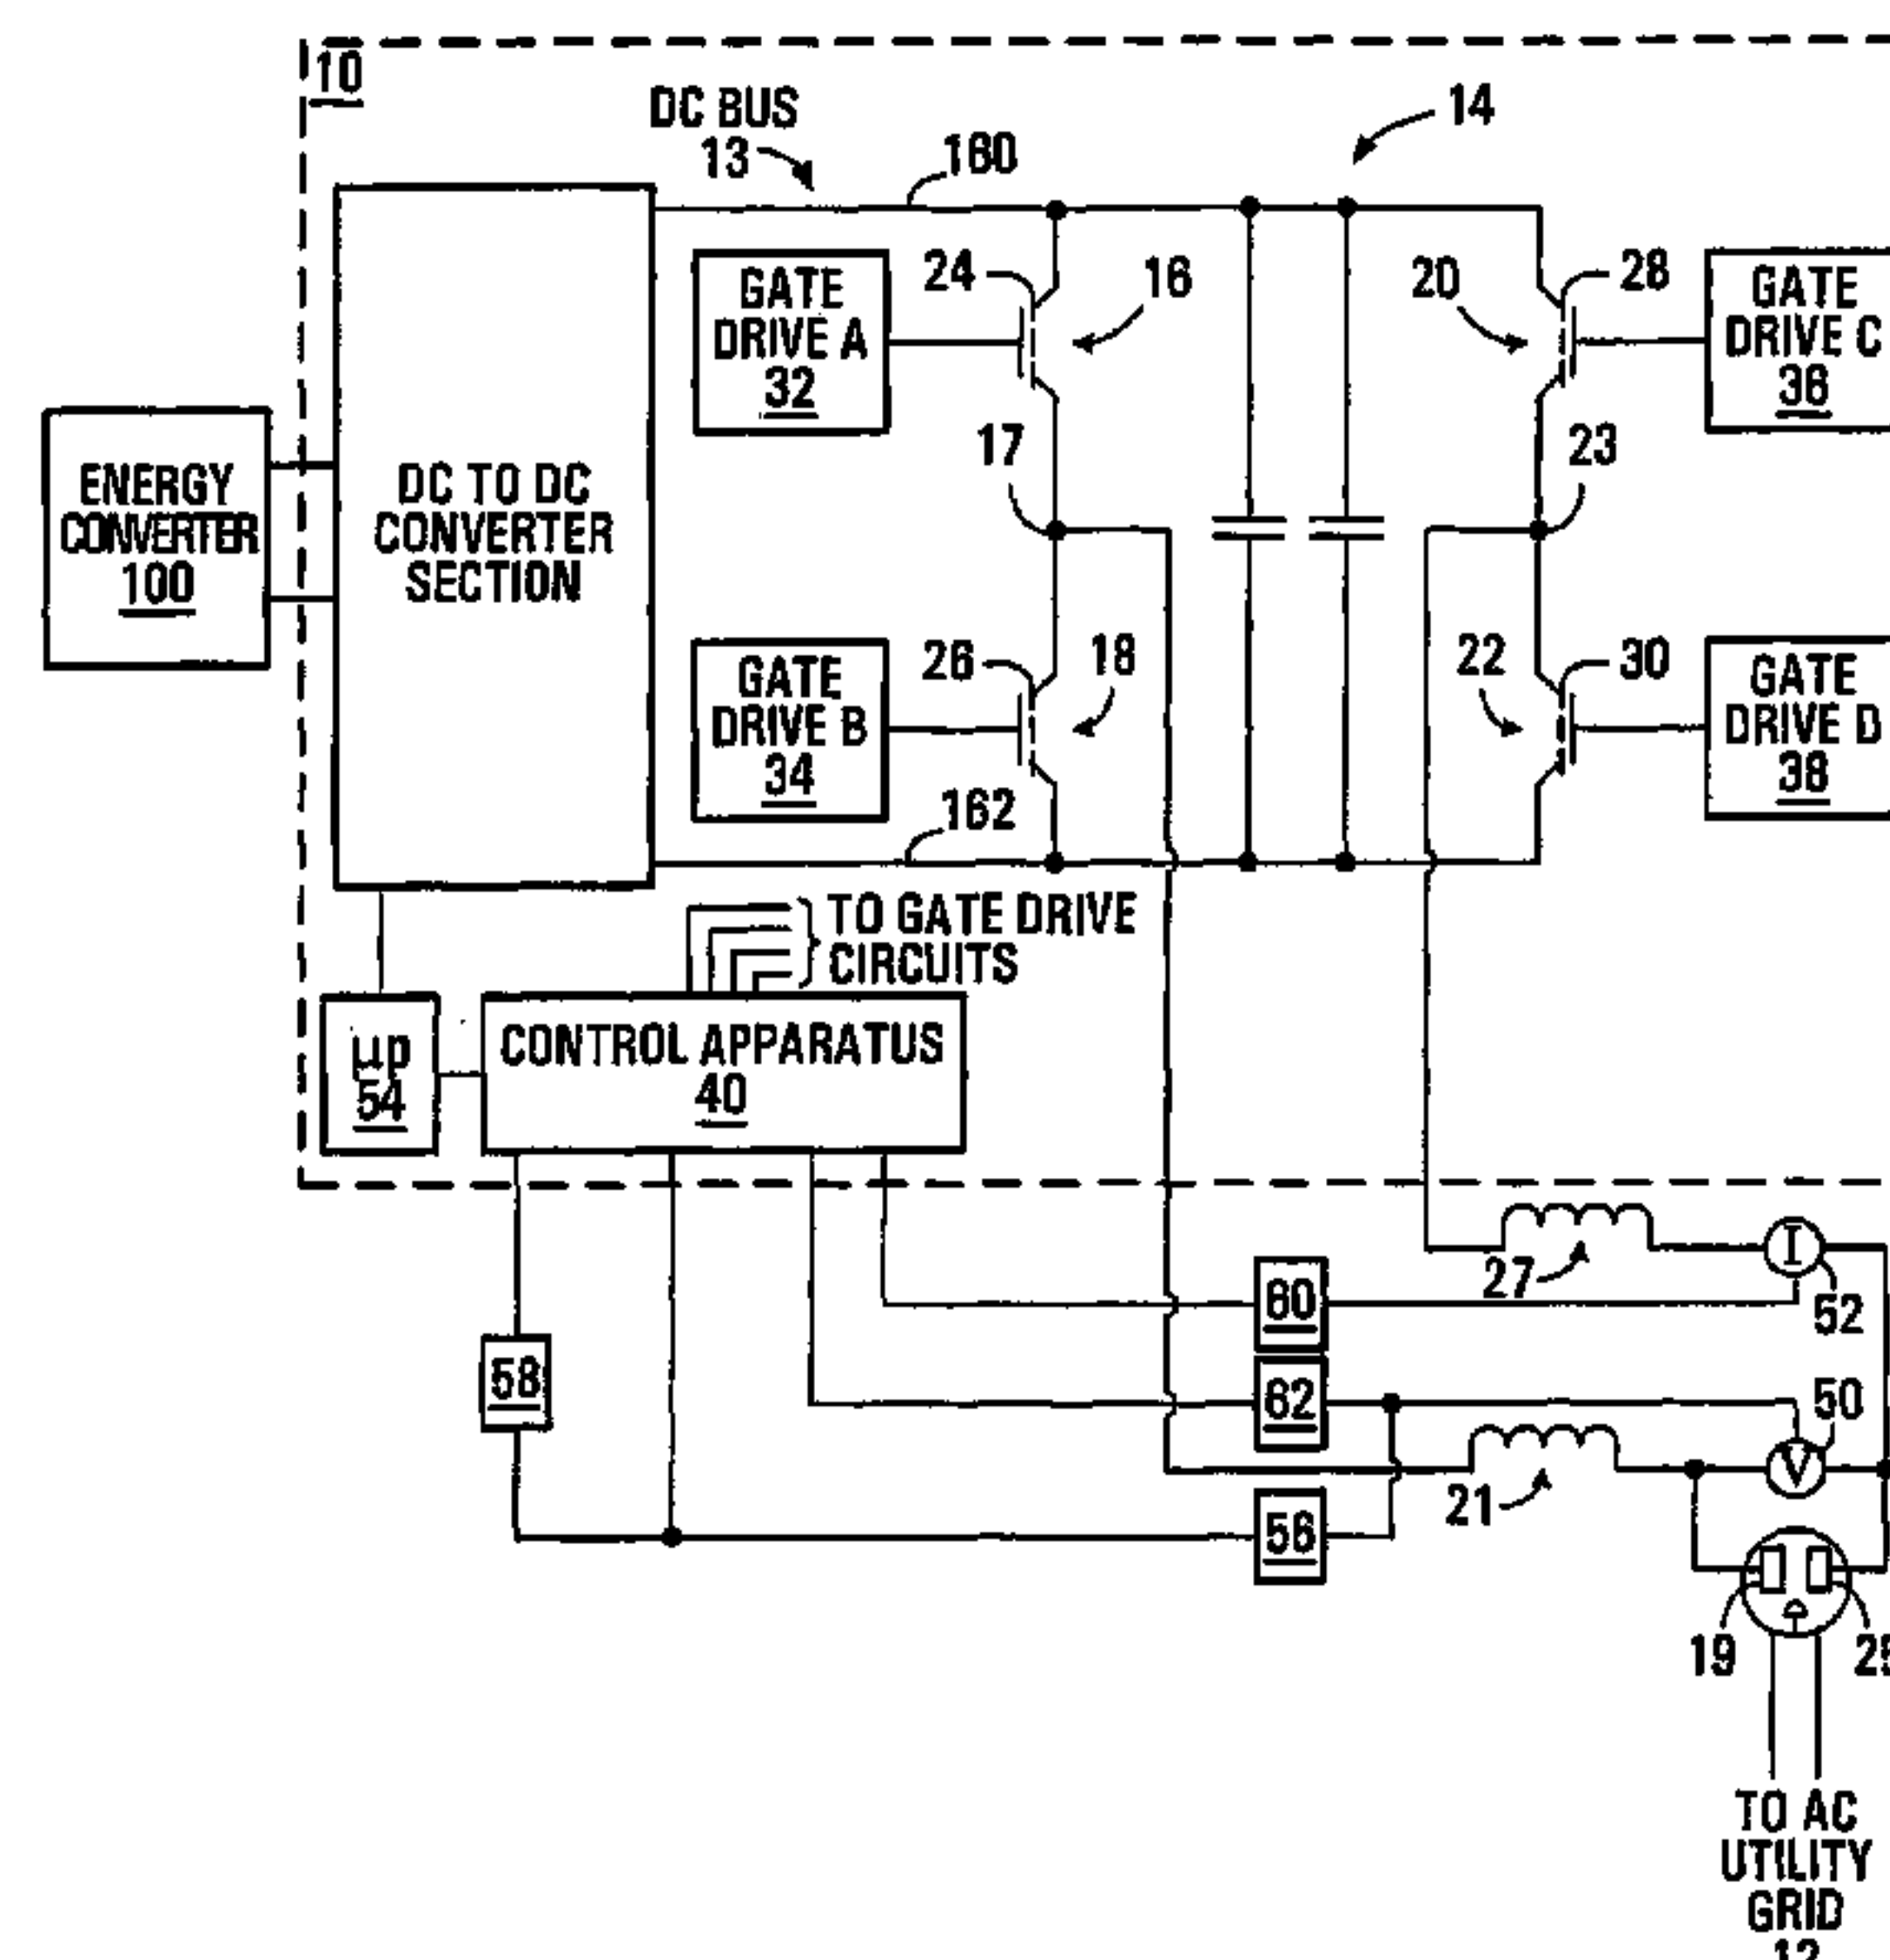 10
DC BUS
13
160
14
GATE
DRIVE A
32
24
16
20
28
GATE
DRIVE C
36
17
23
ENERGY
CONVERTER
100
DC TO DC
CONVERTER
SECTION
GATE
DRIVE B
34
26
18
22
30
GATE
DRIVE D
38
162
TO GATE DRIVE
CIRCUITS
µp
54
CONTROL APPARATUS
40
27
I
52
60
58
62
50
V
21
56
19
TO AC
UTILITY
GRID
12